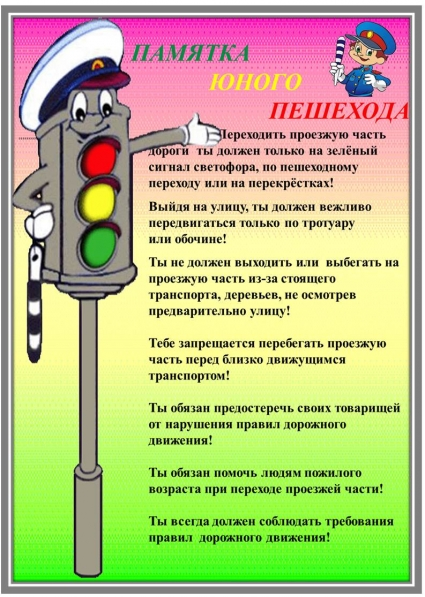 ПАМЯТКА
ЮНОГО
ПЕШЕХОДА
Переходить проезжую часть
дороги ты должен только на зелёный
сигнал светофора, по пешеходному
переходу или на перекрёстках!
Выйдя на улицу, ты должен вежливо
передвигаться только по тротуару
или обочине!
Ты не должен выходить или выбегать на
проезжую часть из-за стоящего
транспорта, деревьев, не осмотрев
предварительно улицу!
Тебе запрещается перебегать проезжую
часть перед близко движущимся
транспортом!
Ты обязан предостеречь своих товарищей
от нарушения правил дорожного
движения!
Ты обязан помочь людям пожилого
возраста при переходе проезжей части!
Ты всегда должен соблюдать требования
правил дорожного движения!